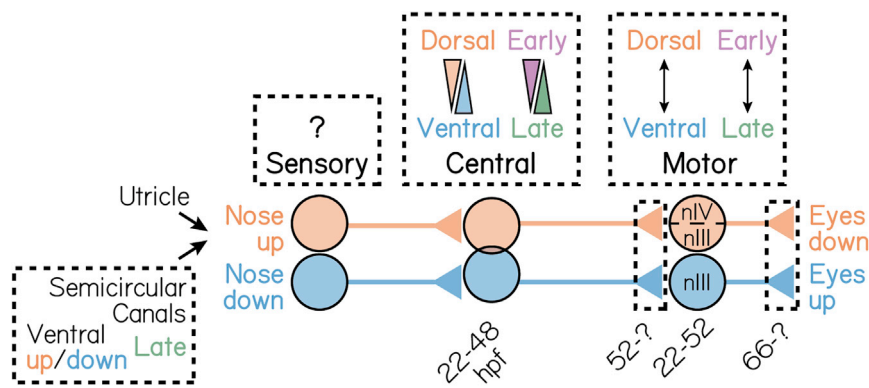 Dorsal Early
Ventral Late
Central
Dorsal Early
Ventral Late
Motor
?
Sensory
Utricle
Nose
up
nIV
nIII
Eyes
down
Nose
down
nIII
Eyes
up
Semicircular
Canals
Ventral
up/down
Late
22-48
hpf
52-?
22-52
66-?